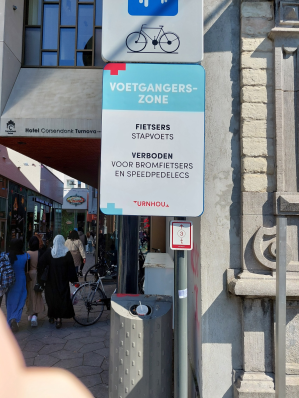 VOETGANGERS-
ZONE
FIETSERS
STAPVOETS
VERBODEN
VOOR BROMFIETSERS
EN SPEEDPEDELECS
TURNHOUT
Hotel Corsendonk Turnova